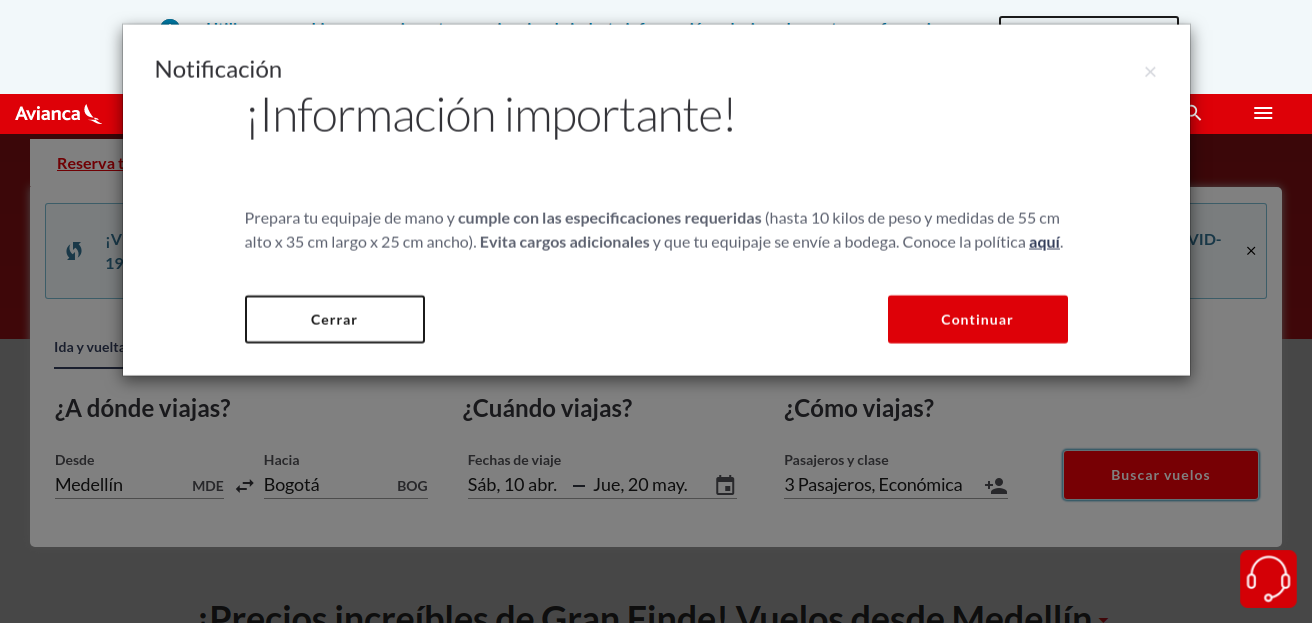 Notificación
¡Información importante!
Avianca
Reserva t
Prepara tu equipaje de mano y cumple con las especificaciones requeridas (hasta 10 kilos de peso y medidas de 55 cm
alto x 35 cm largo x 25 cm ancho). Evita cargos adicionales y que tu equipaje se envíe a bodega. Conoce la política aquí.
¡V
VID-
19
Cerrar
Continuar
Ida y vuelta
¿A dónde viajas?
¿Cuándo viajas?
¿Cómo viajas?
Desde
Hacia
Fechas de viaje
Pasajeros y clase
Medellín MDE
Bogotá BOG
Sáb, 10 abr. — Jue, 20 may.
3 Pasajeros, Económica
Buscar vuelos
¡Precios increíbles de Gran Finde! Vuelos desde Medellín